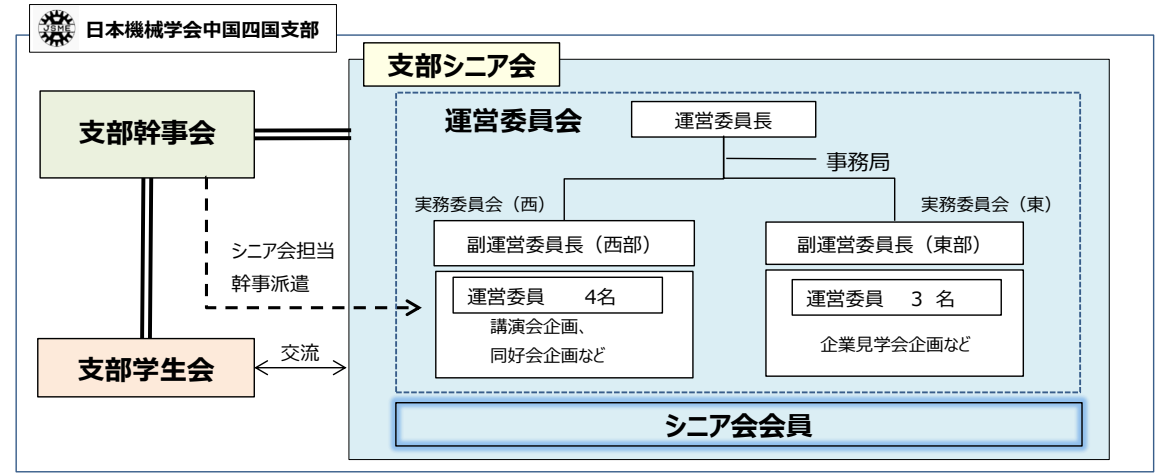 JSME
日本機械学会中国四国支部
支部シニア会
支部幹事会
運営委員会
運営委員長
事務局
実務委員会（西）
実務委員会（東）
副運営委員長（西部）
副運営委員長（東部）
シニア会担当
幹事派遣
運営委員　　4名
講演会企画、
同好会企画など
運営委員　３ 名
企業見学会企画など
支部学生会
交流
シニア会会員